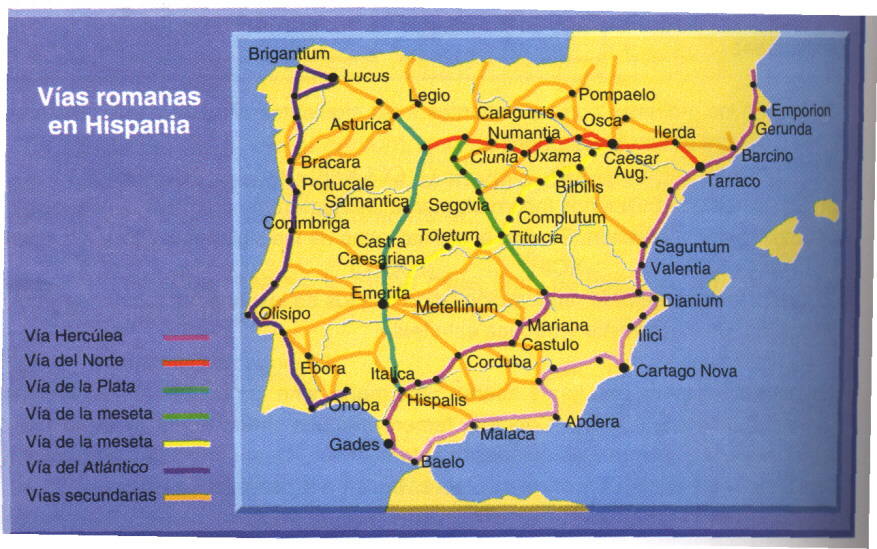 Vías romanas
en Hispania
Vía Hercúlea
Vía del Norte
Vía de la Plata
Vía de la meseta
Vía de la meseta
Vía del Atlántico
Vías secundarias
Brigantium
Lucus
Legio
Asturica
Pompaelo
Calagurris
Osca
Numantia
Ilerda
Emporion
Gerunda
Clunia
Uxama
Caesar
Aug.
Barcino
Tarraco
Bracara
Portucale
Bilbilis
Salmantica
Segovia
Complutum
Conimbriga
Castra
Caesariana
Toletum
Titulcia
Saguntum
Valentia
Emerita
Metellinum
Dianium
Olisipo
Mariana
Castulo
Ilici
Ebora
Corduba
Cartago Nova
Italica
Onoba
Hispalis
Abdera
Malaca
Gades
Baelo